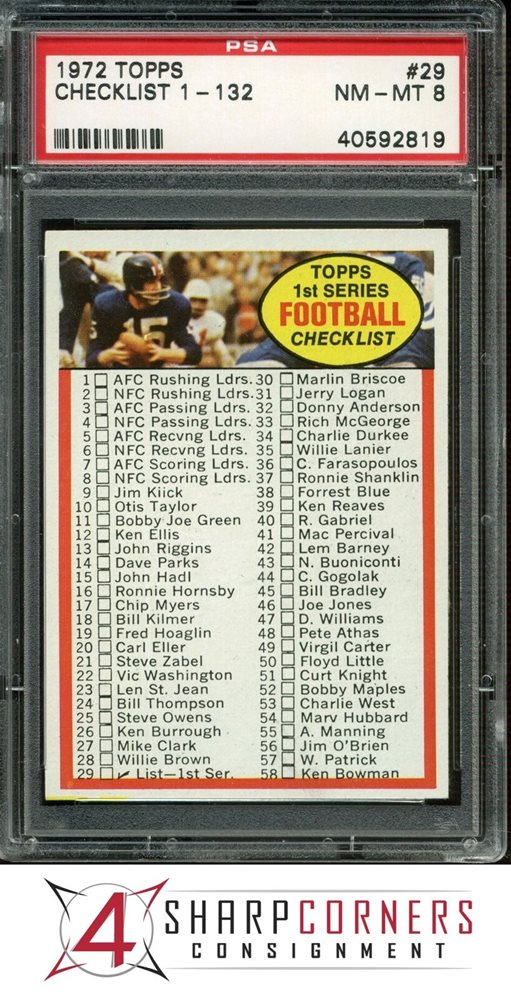 PSA
1972 TOPPS #29
CHECKLIST 1 - 132 NM - MT 8
40592819
15
TOPPS
1st SERIES
FOOTBALL
CHECKLIST
1 AFC Rushing Ldrs. 30 Marlin Briscoe
2 NFC Rushing Ldrs. 31 Jerry Logan
3 AFC Passing Ldrs. 32 Donny Anderson
4 NFC Passing Ldrs. 33 Rich McGeorge
5 AFC Recvng Ldrs. 34 Charlie Durkee
6 NFC Recvng Ldrs. 35 Willie Lanier
7 AFC Scoring Ldrs. 36 C. Farasopoulos
8 NFC Scoring Ldrs. 37 Ronnie Shanklin
9 Jim Kiick 38 Forrest Blue
10 Otis Taylor 39 Ken Reaves
11 Bobby Joe Green 40 R. Gabriel
12 Ken Ellis 41 Mac Percival
13 John Riggins 42 Lem Barney
14 Dave Parks 43 N. Buoniconti
15 John Hadl 44 C. Gogolak
16 Ronnie Hornsby 45 Bill Bradley
17 Chip Myers 46 Joe Jones
18 Bill Kilmer 47 D. Williams
19 Fred Hoaglin 48 Pete Athas
20 Carl Eller 49 Virgil Carter
21 Steve Zabel 50 Floyd Little
22 Vic Washington 51 Curt Knight
23 Len St. Jean 52 Bobby Maples
24 Bill Thompson 53 Charlie West
25 Steve Owens 54 Marv Hubbard
26 Ken Burrough 55 A. Manning
27 Mike Clark 56 Jim O'Brien
28 Willie Brown 57 W. Patrick
29 ✓ List—1st Ser. 58 Ken Bowman
4 SHARPCORNERS
CONSIGNMENT